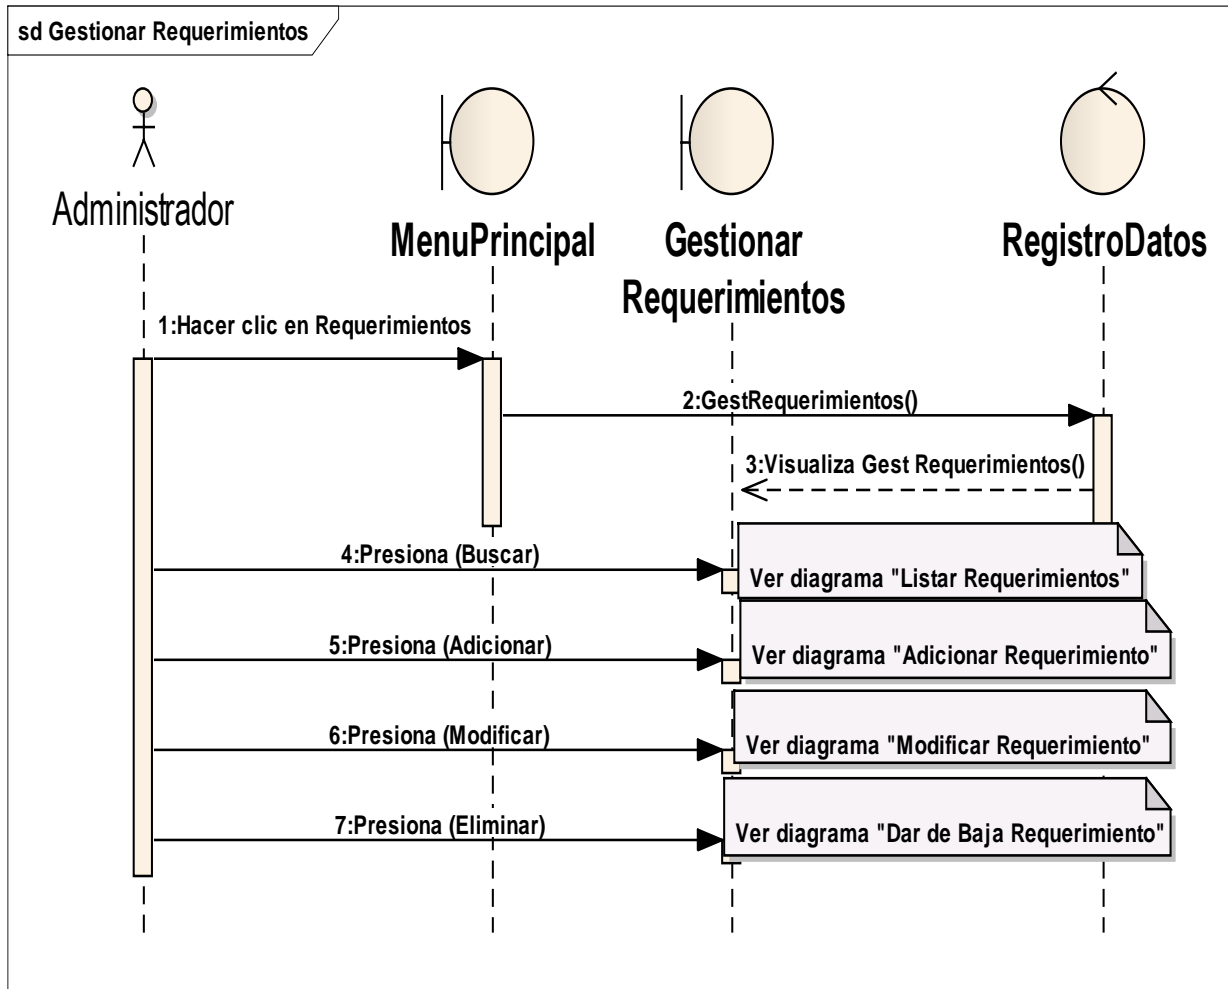 sd Gestionar Requerimientos
Administrador
MenuPrincipal
Gestionar
Requerimientos
RegistroDatos
1:Hacer clic en Requerimientos
2:GestRequerimientos()
3:Visualiza Gest Requerimientos()
4:Presiona (Buscar)
Ver diagrama "Listar Requerimientos"
5:Presiona (Adicionar)
Ver diagrama "Adicionar Requerimiento"
6:Presiona (Modificar)
Ver diagrama "Modificar Requerimiento"
7:Presiona (Eliminar)
Ver diagrama "Dar de Baja Requerimiento"